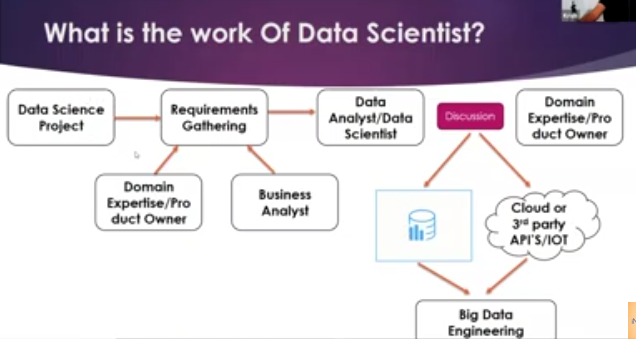 What is the work Of Data Scientist?
Data Science
Project
Requirements
Gathering
Data
Analyst/Data
Scientist
Discussion
Domain
Expertise/Pro
duct Owner
Domain
Expertise/Pro
duct Owner
Business
Analyst
Cloud or
3rd party
API'S/IOT
Big Data
Engineering